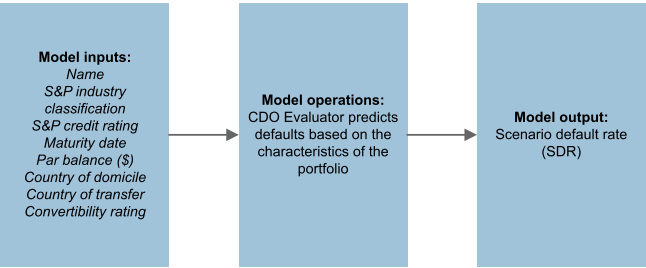 Model inputs:
Name
S&P industry
classification
S&P credit rating
Maturity date
Par balance ($)
Country of domicile
Country of transfer
Convertibility rating
Model operations:
CDO Evaluator predicts
defaults based on the
characteristics of the
portfolio
Model output:
Scenario default rate
(SDR)